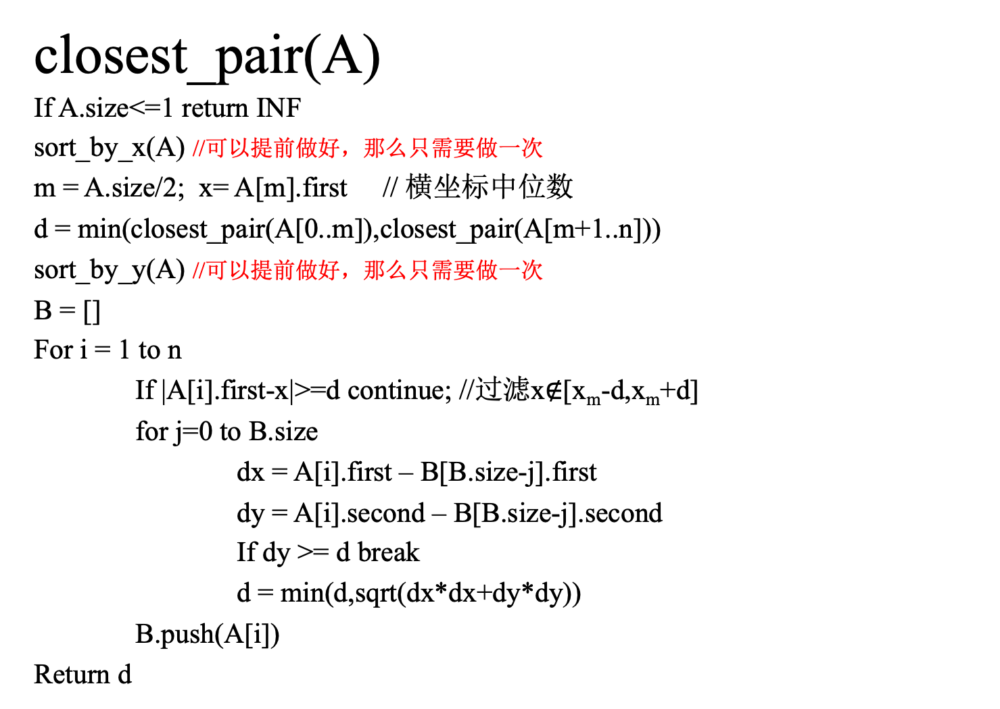 closest_pair(A)
If A.size<=1 return INF
sort_by_x(A) //可以提前做好，那么只需要做一次
m = A.size/2;  x= A[m].first     // 横坐标中位数
d = min(closest_pair(A[0..m]),closest_pair(A[m+1..n]))
sort_by_y(A) //可以提前做好，那么只需要做一次
B = []
For i = 1 to n
If |A[i].first-x|>=d continue; //过滤x∉[xₘ-d,xₘ+d]
for j=0 to B.size
dx = A[i].first – B[B.size-j].first
dy = A[i].second – B[B.size-j].second
If dy >= d break
d = min(d,sqrt(dx*dx+dy*dy))
B.push(A[i])
Return d